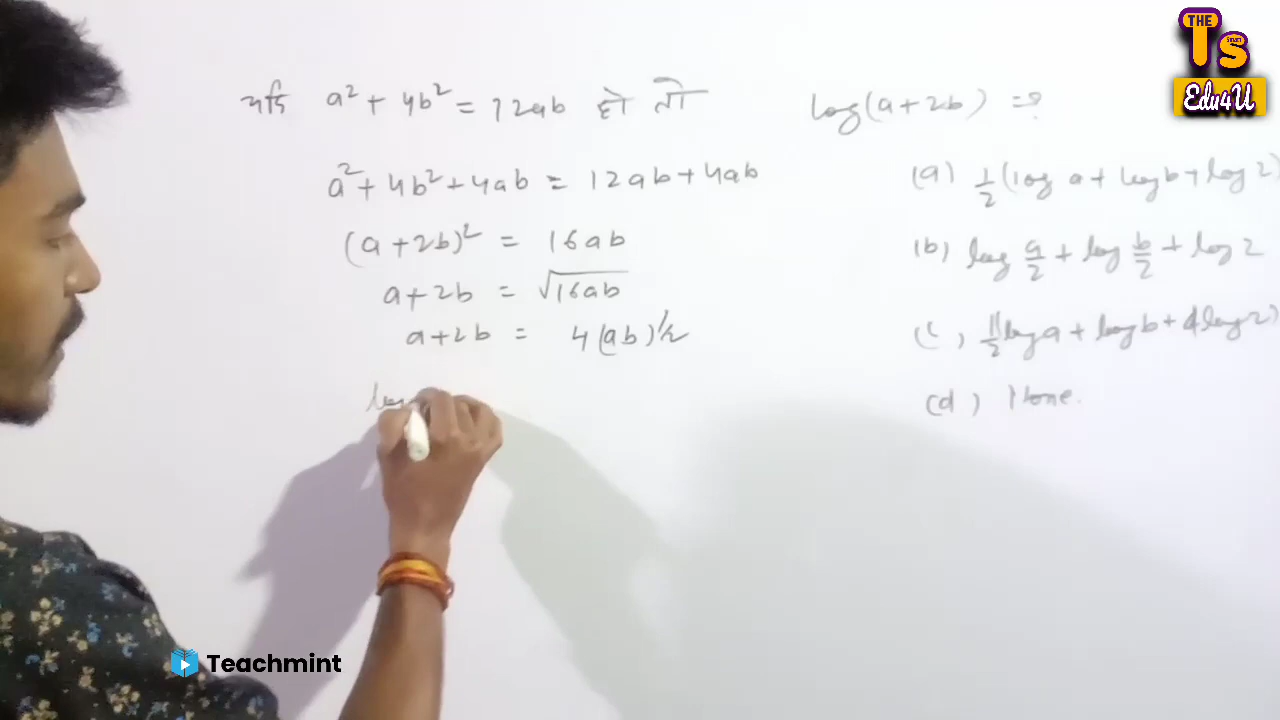 THE
Ts
Smart
Edu4U
यदि a² + 4b² = 12ab हो तो log(a+2b) = ?
a² + 4b² + 4ab = 12ab + 4ab
(a+2b)² = 16ab
a+2b = √16ab
a+2b = 4(ab)^1/2
log
(a) 1/2 (log a + log b + log 2)
(b) log a/2 + log b/2 + log 2
(c) 1/2 (log a + log b + 4 log 2)
(d) None.
Teachmint